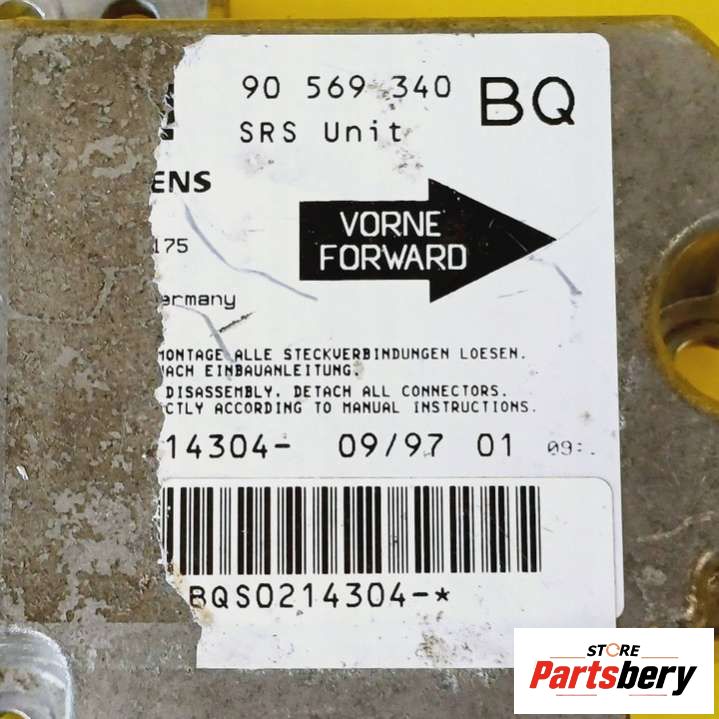 90 569 340 BQ
SRS Unit
ENS
VORNE
FORWARD
175
ermany
MONTAGE ALLE STECKVERBINDUNGEN LOESEN.
NACH EINBAUANLEITUNG.
DISASSEMBLY. DETACH ALL CONNECTORS.
CTLY ACCORDING TO MANUAL INSTRUCTIONS.
14304- 09/97 01 09:.
BQS0214304-*
STORE
Partsbery